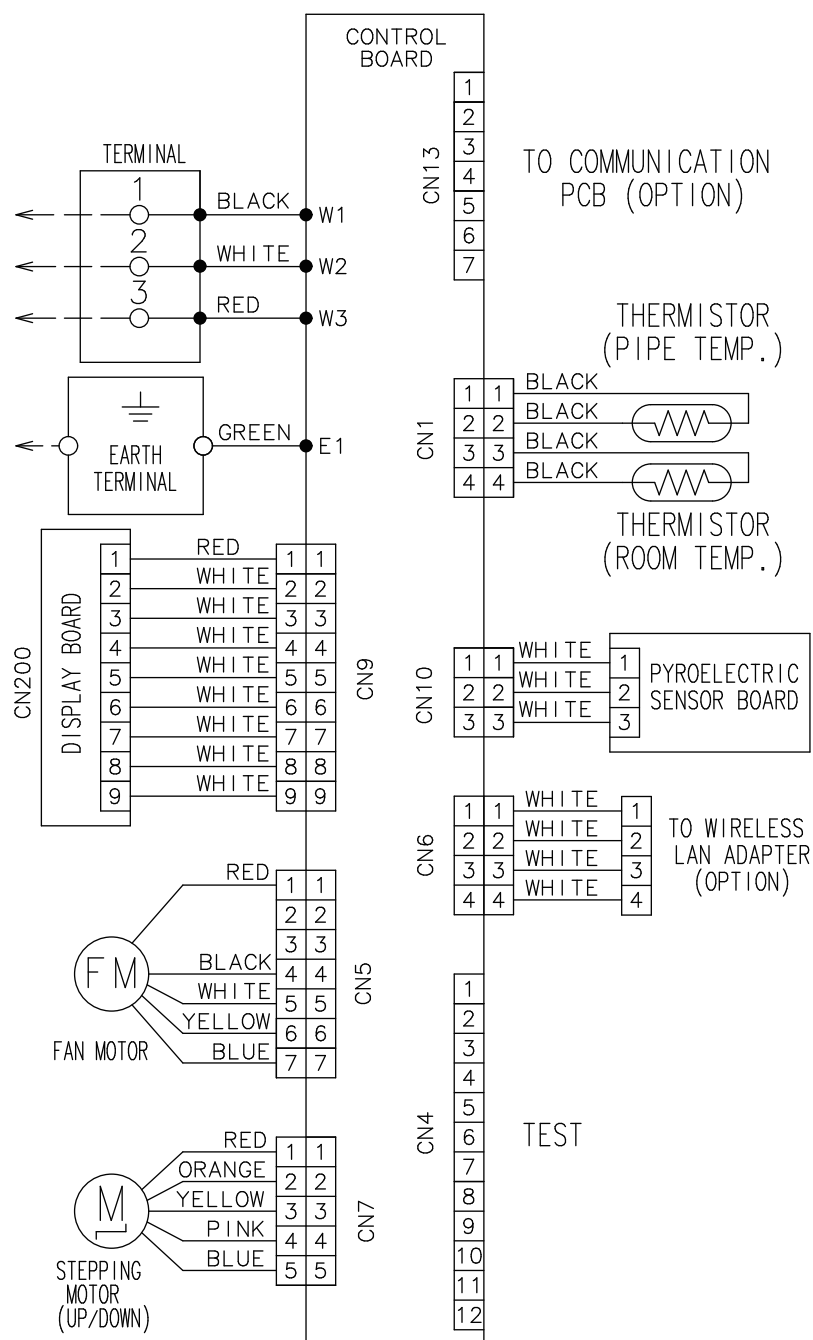 CONTROL
BOARD
TERMINAL
1 BLACK W1
2 WHITE W2
3 RED W3
EARTH
TERMINAL
GREEN E1
CN200
DISPLAY BOARD
1 RED 1 1
2 WHITE 2 2
3 WHITE 3 3
4 WHITE 4 4
5 WHITE 5 5
6 WHITE 6 6
7 WHITE 7 7
8 WHITE 8 8
9 WHITE 9 9
CN9
FM
FAN MOTOR
RED 1 1
2 2
3 3
BLACK 4 4
WHITE 5 5
YELLOW 6 6
BLUE 7 7
CN5
M
STEPPING
MOTOR
(UP/DOWN)
RED 1 1
ORANGE 2 2
YELLOW 3 3
PINK 4 4
BLUE 5 5
CN7
CN13
1
2
3
4
5
6
7
TO COMMUNICATION
PCB (OPTION)
THERMISTOR
(PIPE TEMP.)
CN1
1 1 BLACK
2 2 BLACK
3 3 BLACK
4 4 BLACK
THERMISTOR
(ROOM TEMP.)
CN10
1 1 WHITE 1
2 2 WHITE 2
3 3 WHITE 3
PYROELECTRIC
SENSOR BOARD
CN6
1 1 WHITE 1
2 2 WHITE 2
3 3 WHITE 3
4 4 WHITE 4
TO WIRELESS
LAN ADAPTER
(OPTION)
CN4
1
2
3
4
5
6
7
8
9
10
11
12
TEST